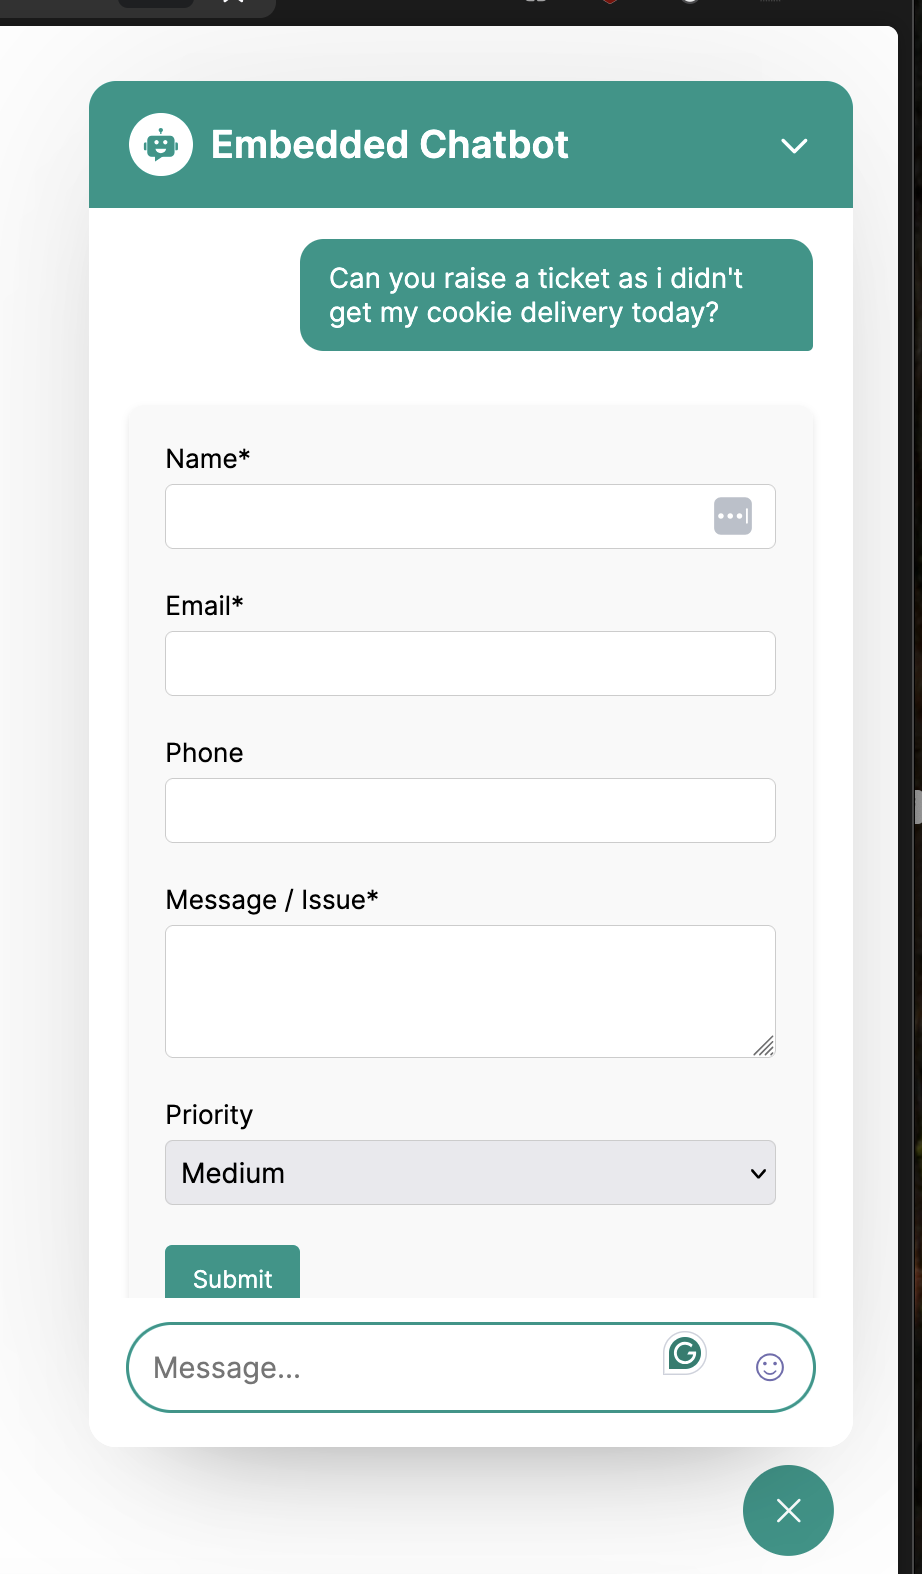 Embedded Chatbot
Can you raise a ticket as i didn't
get my cookie delivery today?
Name*
Email*
Phone
Message / Issue*
Priority
Medium
Submit
Message...